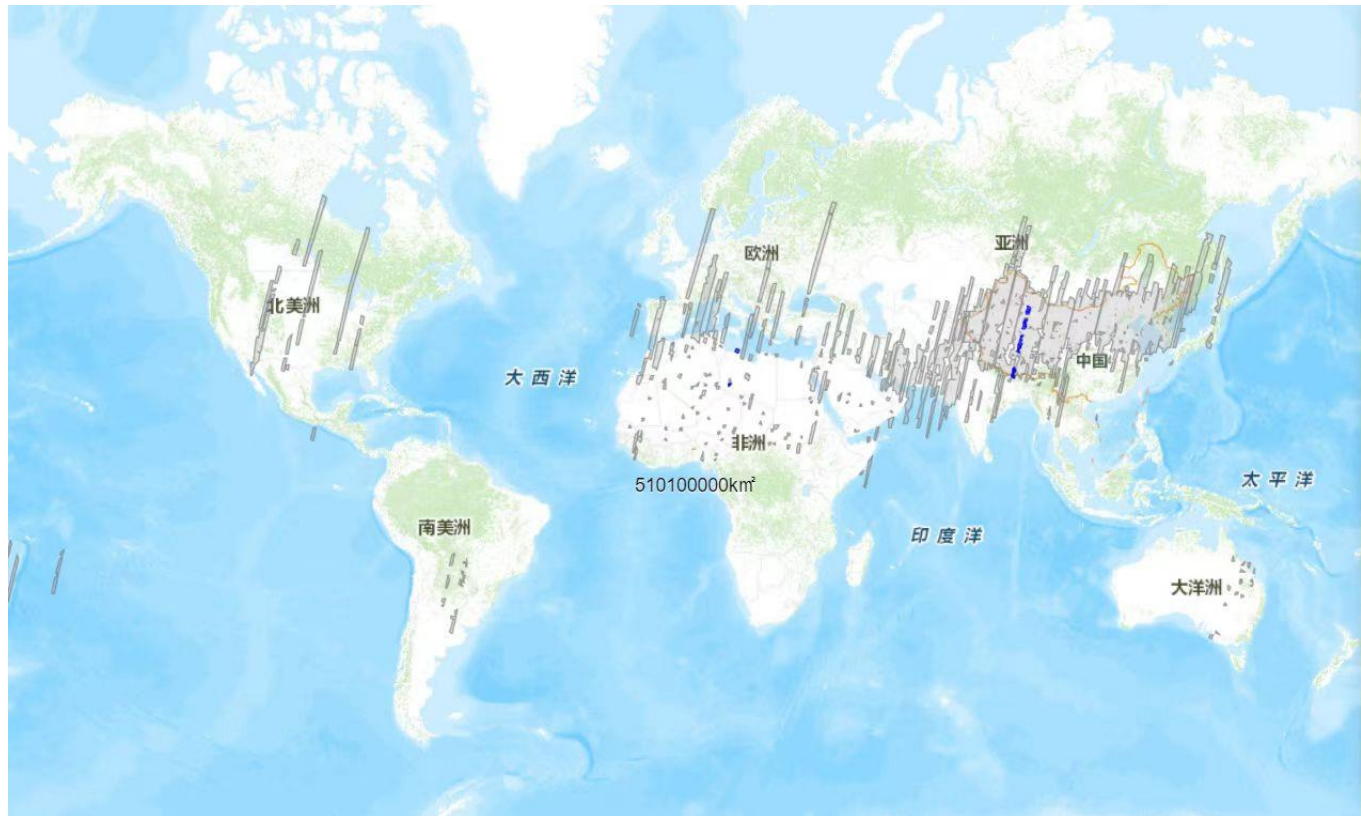 欧洲
亚洲
北美洲
中国
大西洋
非洲
510100000km²
太平洋
南美洲
印度洋
大洋洲